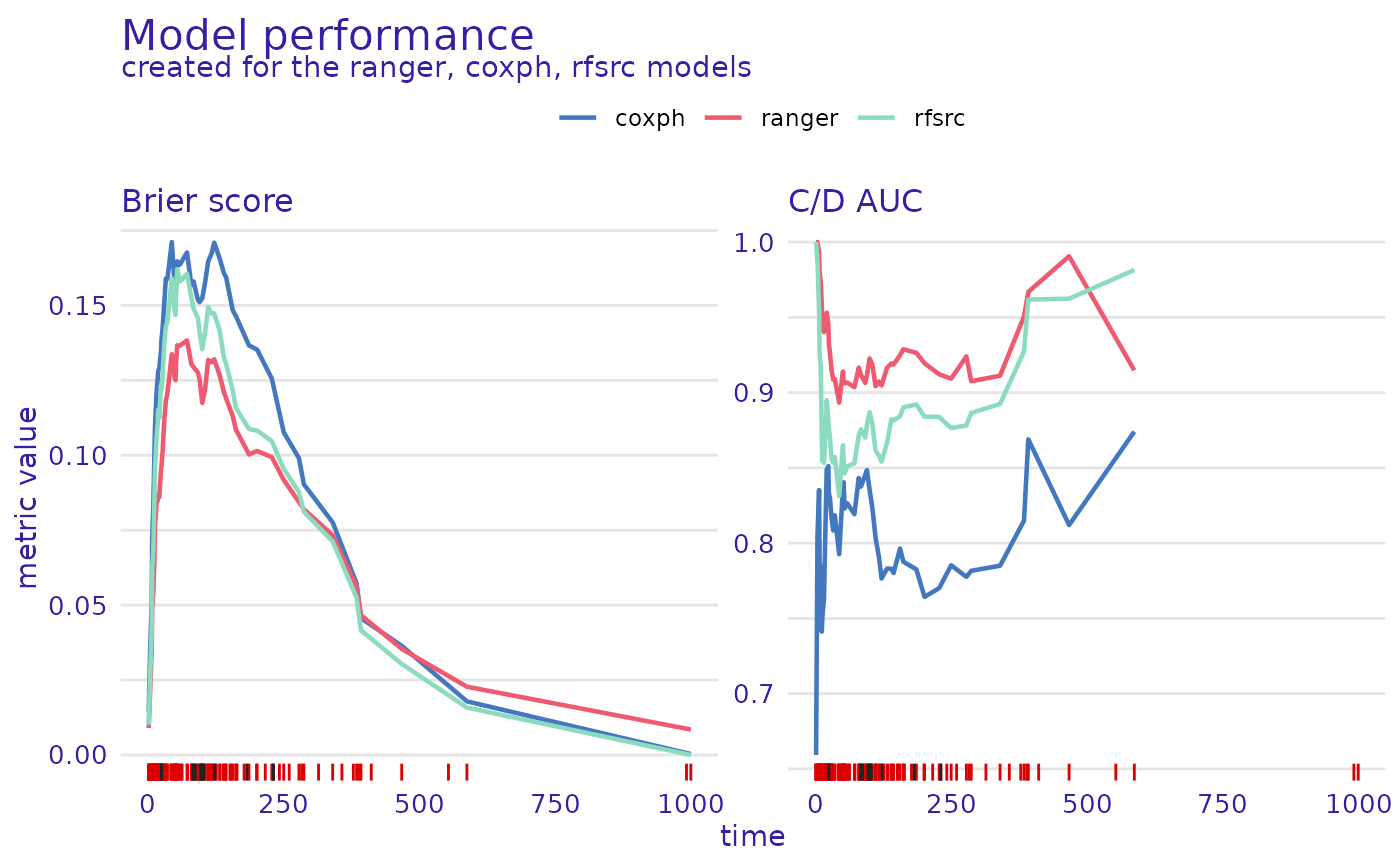 Model performance
created for the ranger, coxph, rfsrc models
coxph ranger rfsrc
Brier score
C/D AUC
metric value
0.15
0.10
0.05
0.00
1.0
0.9
0.8
0.7
0 250 500 750 1000
0 250 500 750 1000
time